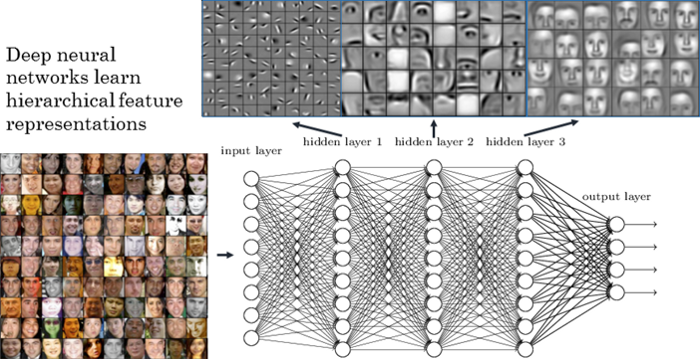 Deep neural
networks learn
hierarchical feature
representations
input layer
hidden layer 1
hidden layer 2
hidden layer 3
output layer